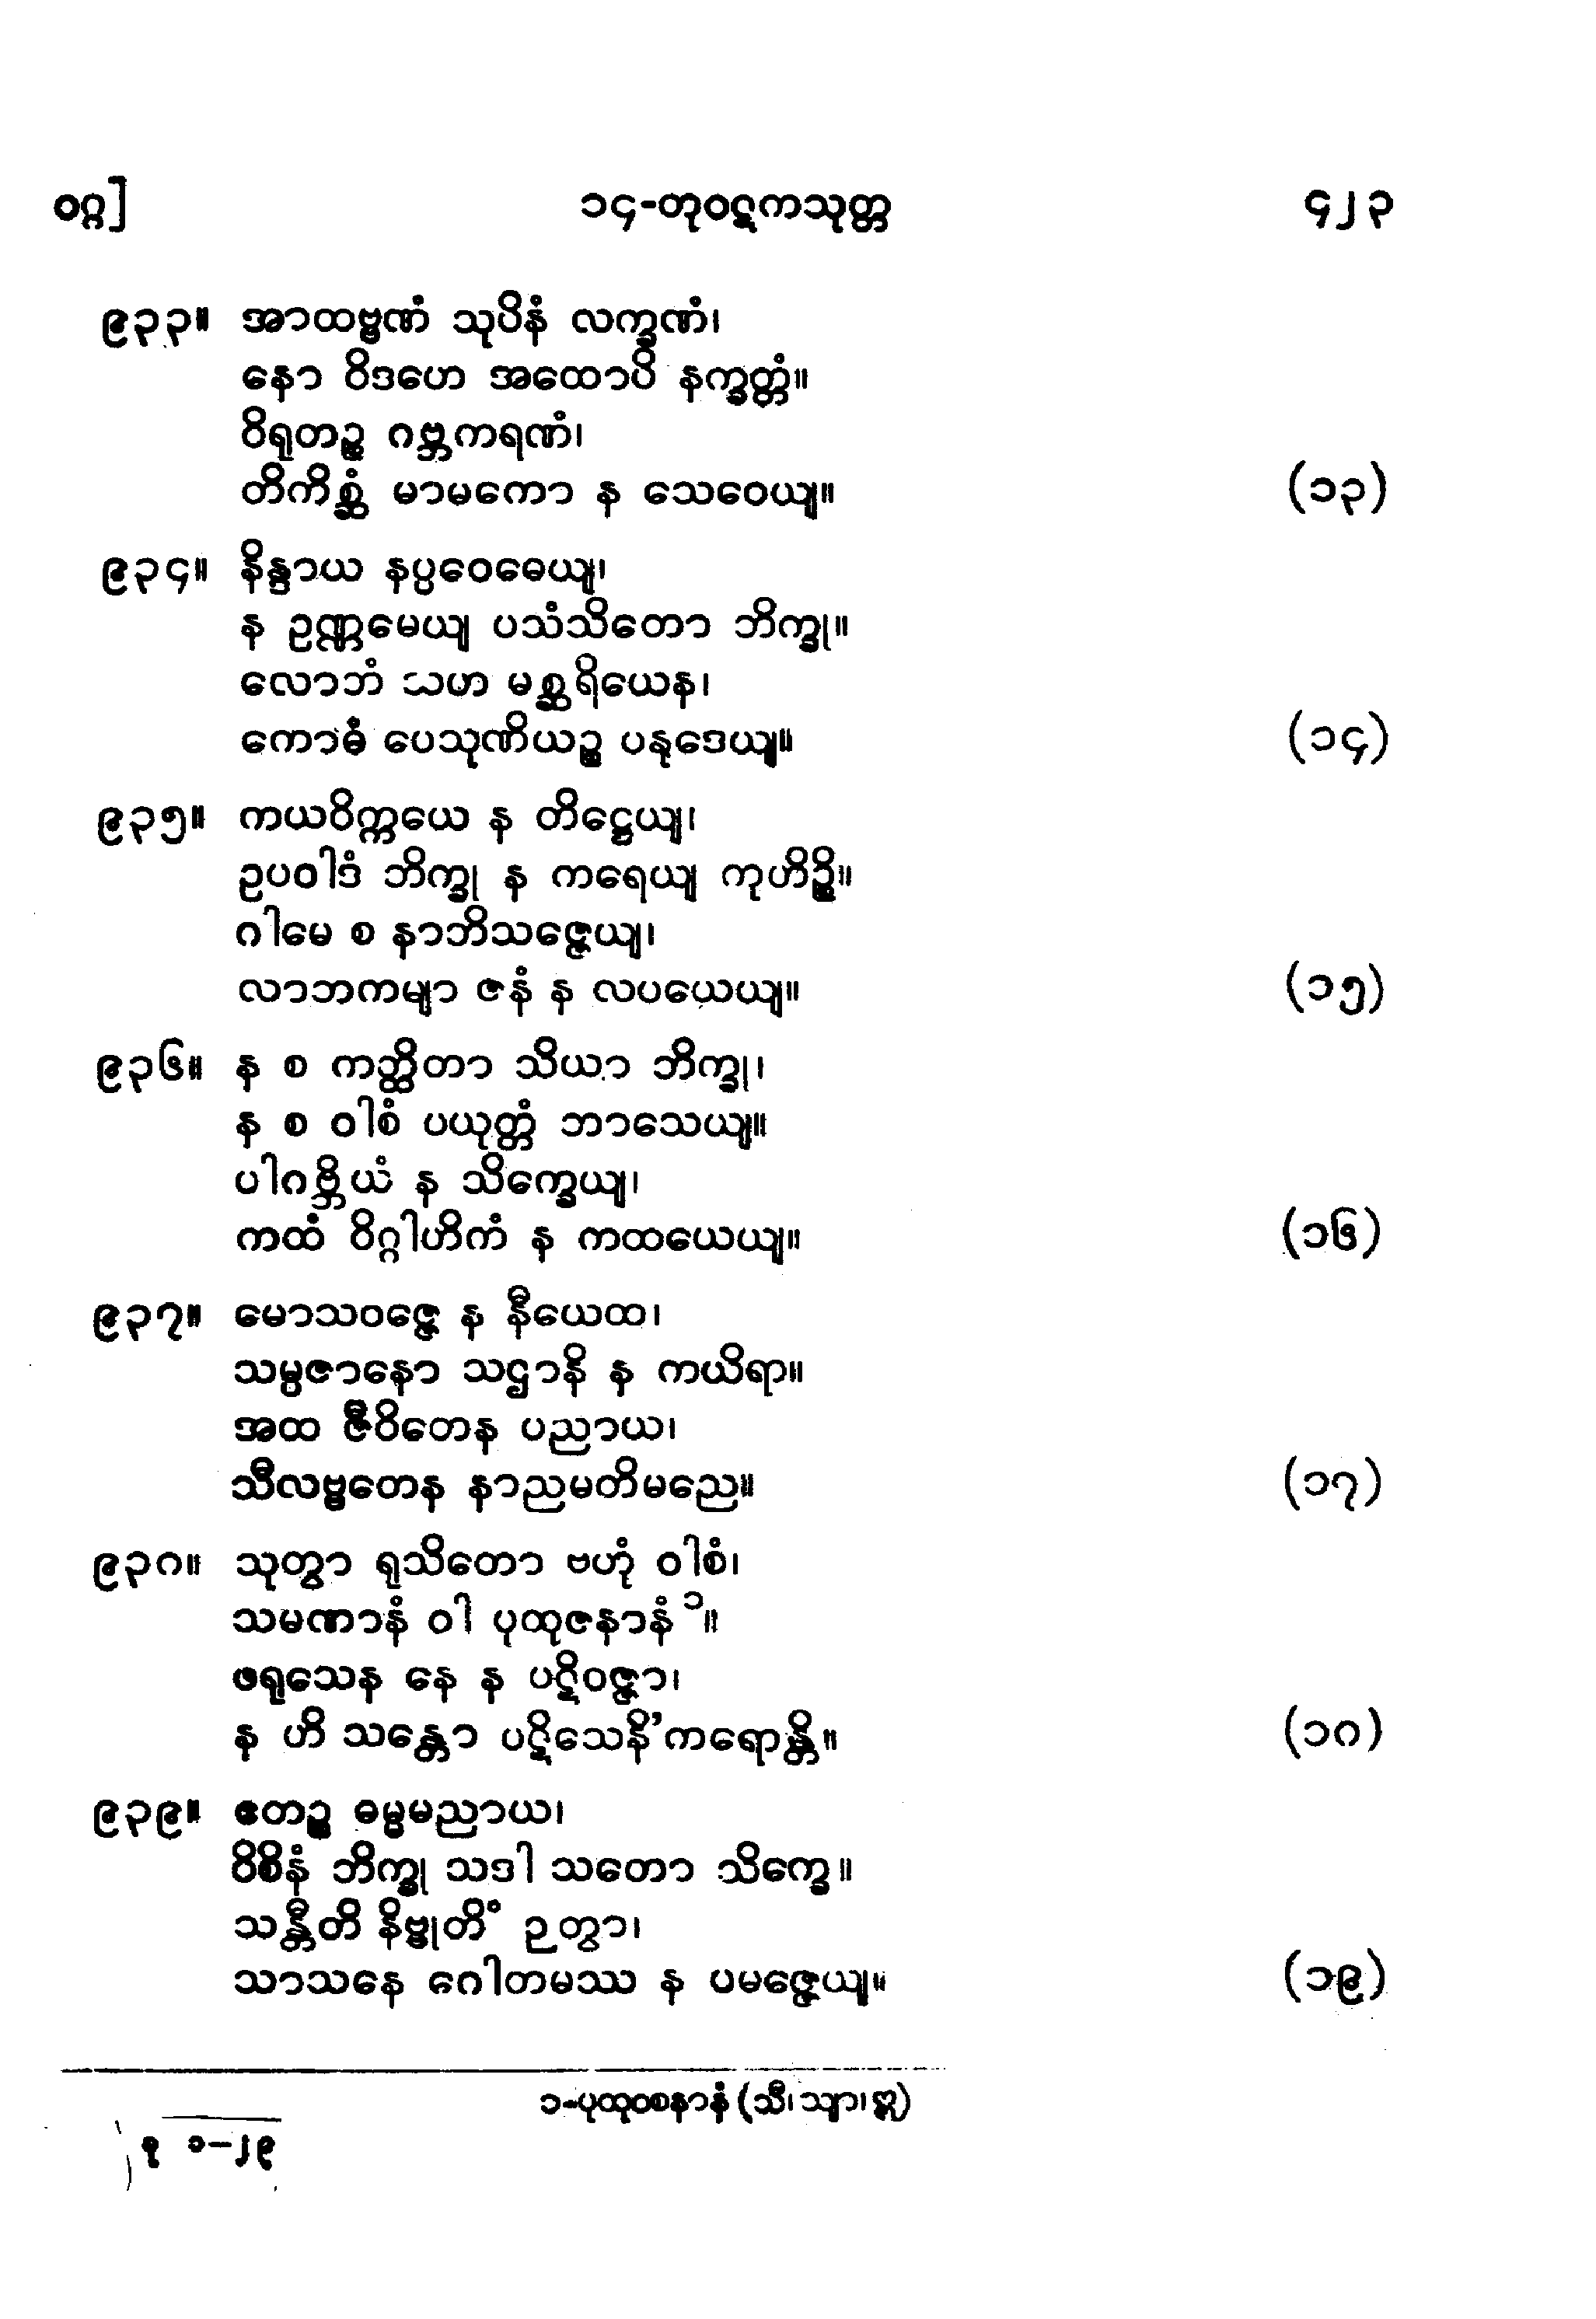 ဝဂ္ဂ] ၁၄-တုဝဋကသုတ္တ ၄၂၃
၉၃၃။ အာထဗ္ဗဏံ သုပိနံ လက္ခဏံ၊
နော ဝိဒဟေ အထောပိ နက္ခတ္တံ။
ဝိရုတဉ္စ ဂဗ္ဘကရဏံ၊
တိကိစ္ဆံ မာမကော န သေဝေယျ။ (၁၃)
၉၃၄။ နိန္ဒာယ နပ္ပဝေဓေယျ၊
န ဥဏ္ဏမေယျ ပသံသိတော ဘိက္ခု။
လောဘံ သဟ မစ္ဆရိယေန၊
ကောဓံ ပေသုဏိယဉ္စ ပနုဒေယျ။ (၁၄)
၉၃၅။ ကယဝိက္ကယေ န တိဋ္ဌေယျ၊
ဥပဝါဒံ ဘိက္ခု န ကရေယျ ကုဟိဉ္စိ။
ဂါမေ စ နာဘိသဇ္ဇေယျ၊
လာဘကမျာ ဇနံ န လပယေယျ။ (၁၅)
၉၃၆။ န စ ကတ္ထိတာ သိယာ ဘိက္ခု၊
န စ ဝါစံ ပယုတ္တံ ဘာသေယျ။
ပါဂဗ္ဘိယံ န သိက္ခေယျ၊
ကထံ ဝိဂ္ဂါဟိကံ န ကထယေယျ။ (၁၆)
၉၃၇။ မောသဝဇ္ဇေ န နီယေထ၊
သမ္ပဇာနော သဌာနိ န ကယိရာ။
အထ ဇီဝိတေန ပညာယ၊
သီလဗ္ဗတေန နာညမတိမညေ။ (၁၇)
၉၃၈။ သုတွာ ရုသိတော ဗဟုံ ဝါစံ၊
သမဏာနံ ဝါ ပုထုဇနာနံ ၁။
ဖရုသေန နေ န ပဋိဝဇ္ဇာ၊
န ဟိ သန္တော ပဋိသေနိ'ကရောန္တိ။ (၁၈)
၉၃၉။ ဧတဉ္စ ဓမ္မမညာယ၊
ဝိစိနံ ဘိက္ခု သဒါ သတော သိက္ခေ။
သန္တီတိ နိဗ္ဗုတိံ ဉတွာ၊
သာသနေ ဂေါတမဿ န ပမဇ္ဇေယျ။ (၁၉)
၁-ပုထုဝစနာနံ (သီ၊ သျာ၊ က္က)
စု ၁-၂၉